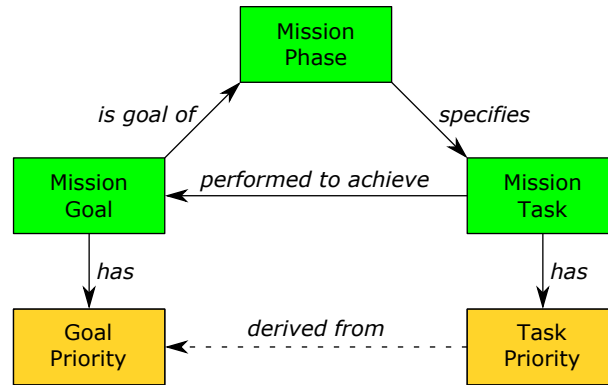 Mission
Phase
is goal of
specifies
Mission
Goal
performed to achieve
Mission
Task
has
has
Goal
Priority
derived from
Task
Priority